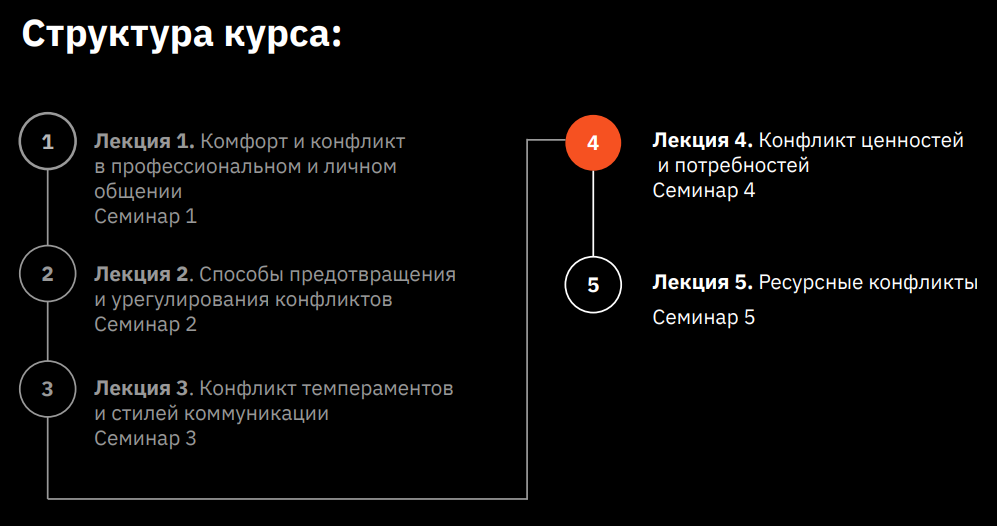 Структура курса:
1
Лекция 1. Комфорт и конфликт
в профессиональном и личном
общении
Семинар 1
2
Лекция 2. Способы предотвращения
и урегулирования конфликтов
Семинар 2
3
Лекция 3. Конфликт темпераментов
и стилей коммуникации
Семинар 3
4
Лекция 4. Конфликт ценностей
и потребностей
Семинар 4
5
Лекция 5. Ресурсные конфликты
Семинар 5